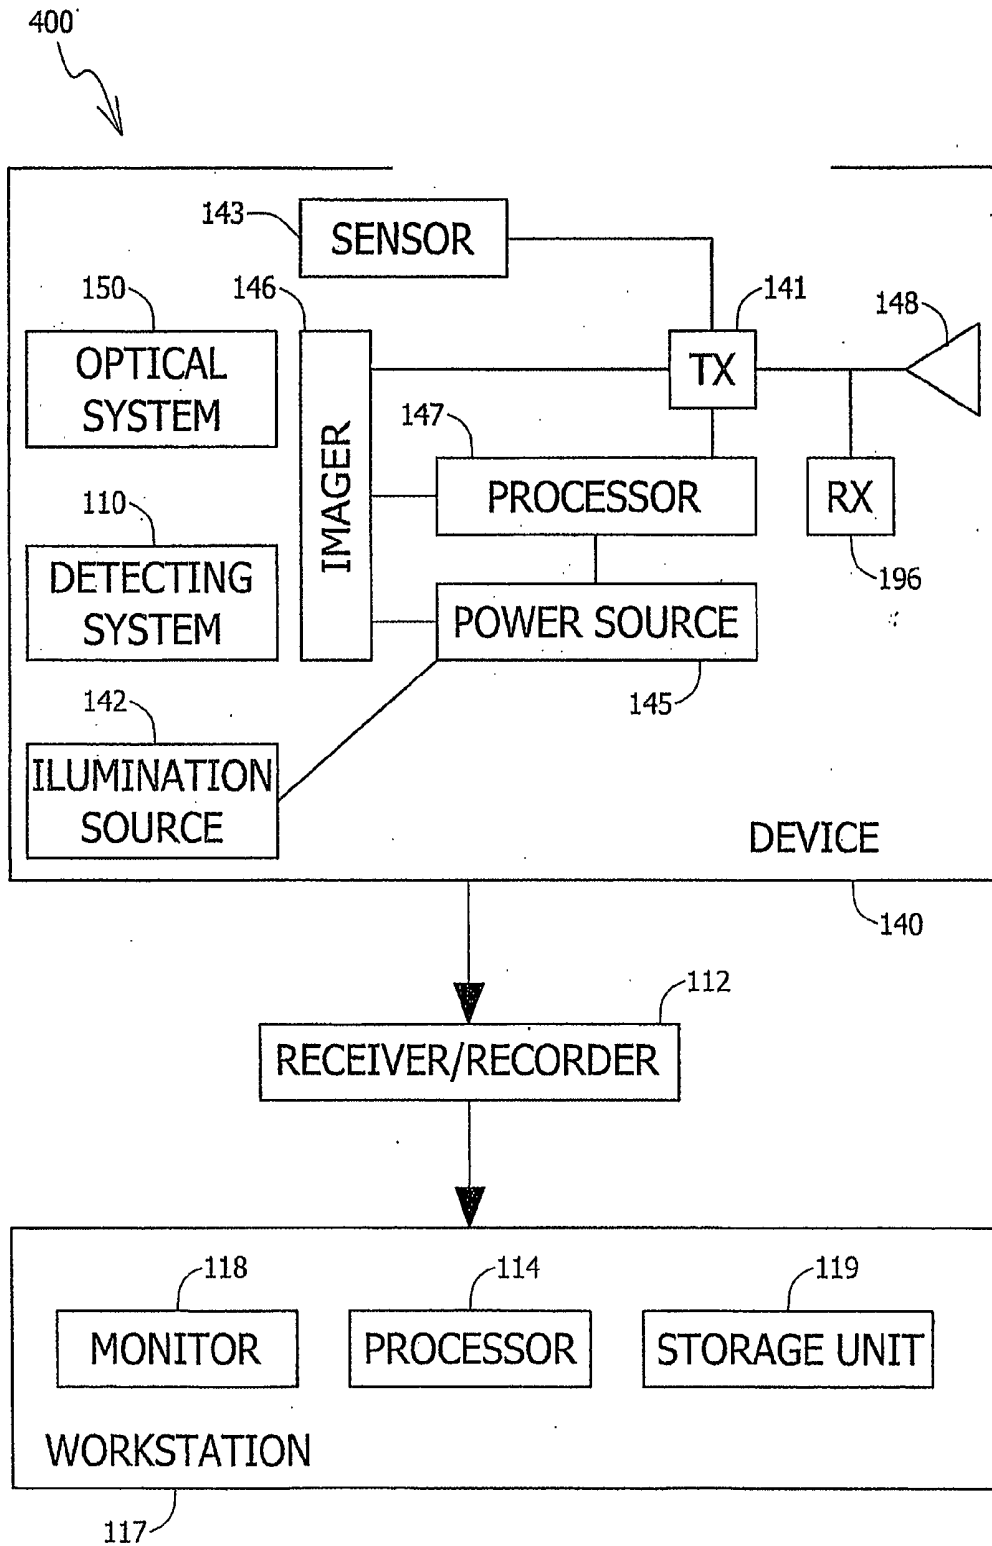 400
143
SENSOR
150
146
141
148
OPTICAL
SYSTEM
TX
IMAGER
147
110
PROCESSOR
RX
DETECTING
SYSTEM
196
POWER SOURCE
142
145
ILUMINATION
SOURCE
DEVICE
140
112
RECEIVER/RECORDER
118
114
119
MONITOR
PROCESSOR
STORAGE UNIT
WORKSTATION
117